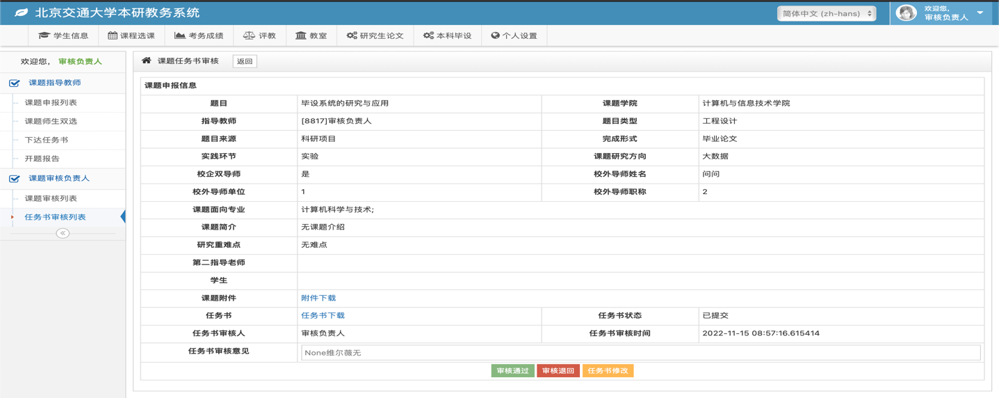 北京交通大学本研教务系统
简体中文 (zh-hans)
欢迎您,
审核负责人
学生信息 课程选课 考务成绩 评教 教室 研究生论文 本科毕设 个人设置
欢迎您, 审核负责人
课题指导教师
课题申报列表
课题师生双选
下达任务书
开题报告
课题审核负责人
课题审核列表
任务书审核列表
课题任务书审核 返回
课题申报信息
题目 毕设系统的研究与应用 课题学院 计算机与信息技术学院
指导教师 [8817]审核负责人 题目类型 工程设计
题目来源 科研项目 完成形式 毕业论文
实践环节 实验 课题研究方向 大数据
校企双导师 是 校外导师姓名 问问
校外导师单位 1 校外导师职称 2
课题面向专业 计算机科学与技术;
课题简介 无课题介绍
研究重难点 无难点
第二指导老师
学生
课题附件 附件下载
任务书 任务书下载 任务书状态 已提交
任务书审核人 审核负责人 任务书审核时间 2022-11-15 08:57:16.615414
任务书审核意见 None维尔薇无
审核通过 审核退回 任务书修改